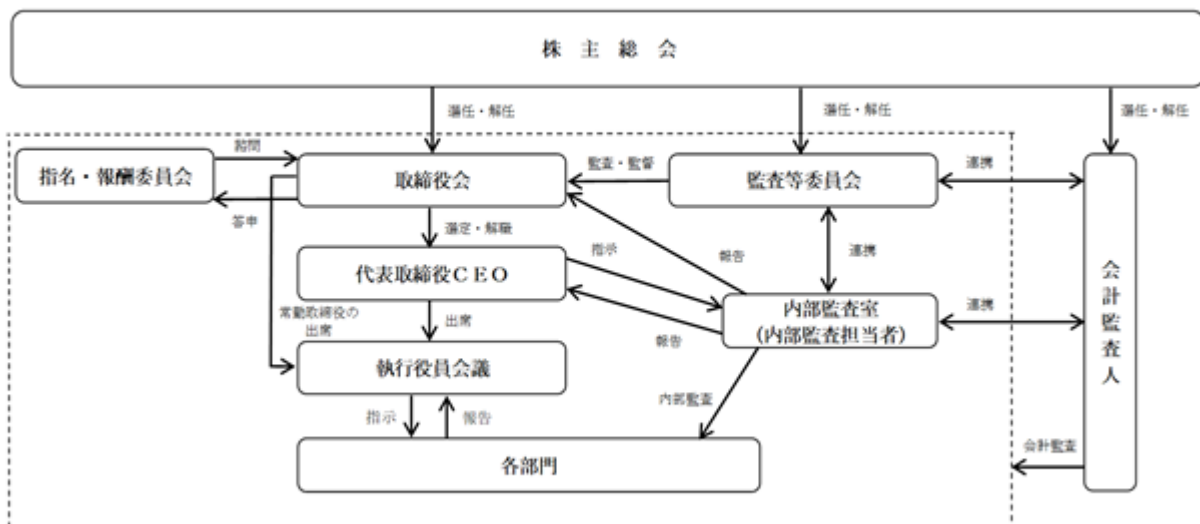 株 主 総 会
選任・解任
選任・解任
選任・解任
諮問
指名・報酬委員会
取締役会
監査・監督
監査等委員会
連携
答申
選定・解職
指示
報告
連携
代表取締役CEO
会計監査人
常勤取締役の
出席
出席
報告
内部監査室
(内部監査担当者)
連携
執行役員会議
指示
報告
内部監査
各部門
会計監査